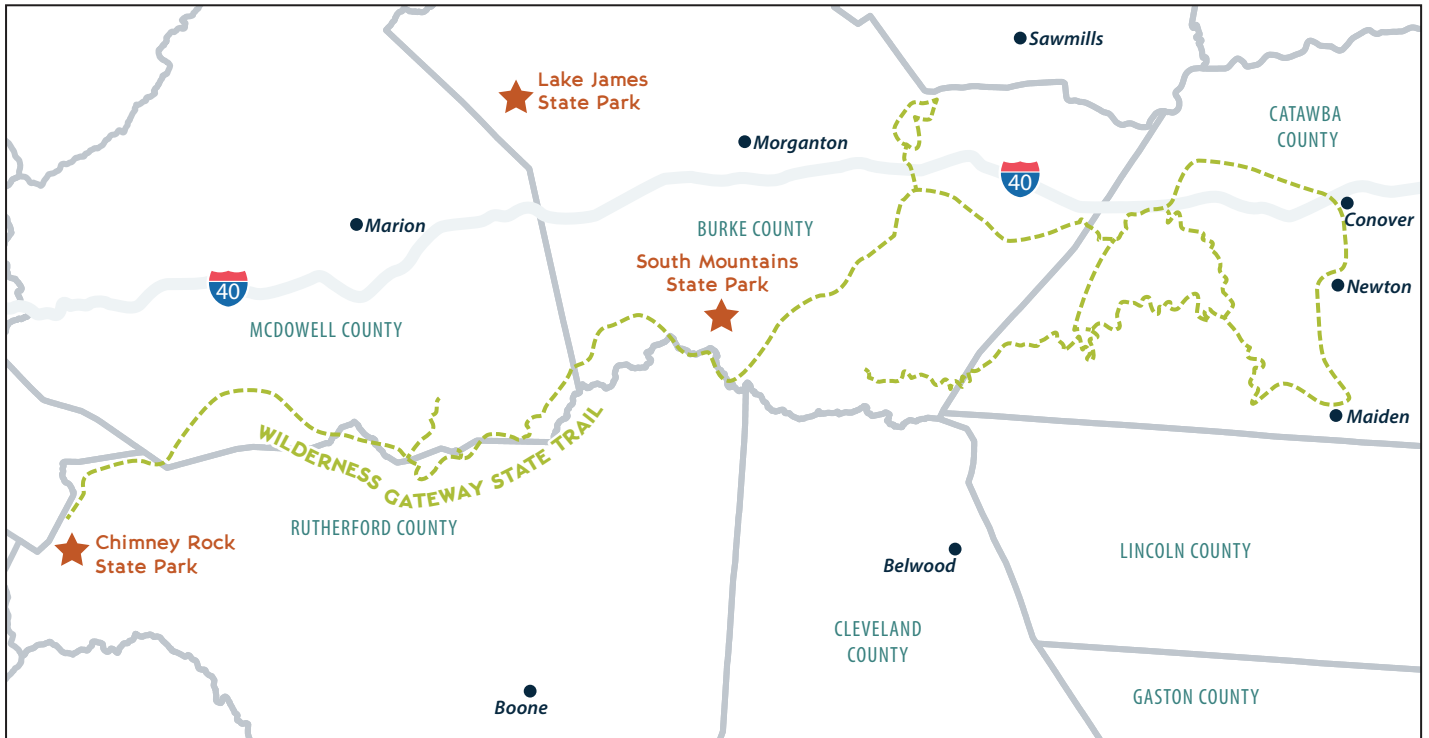 Sawmills
Lake James
State Park
CATAWBA
COUNTY
Morganton
40
Conover
Marion
BURKE COUNTY
South Mountains
State Park
40
Newton
MCDOWELL COUNTY
Maiden
WILDERNESS GATEWAY STATE TRAIL
RUTHERFORD COUNTY
Chimney Rock
State Park
LINCOLN COUNTY
Belwood
CLEVELAND
COUNTY
GASTON COUNTY
Boone